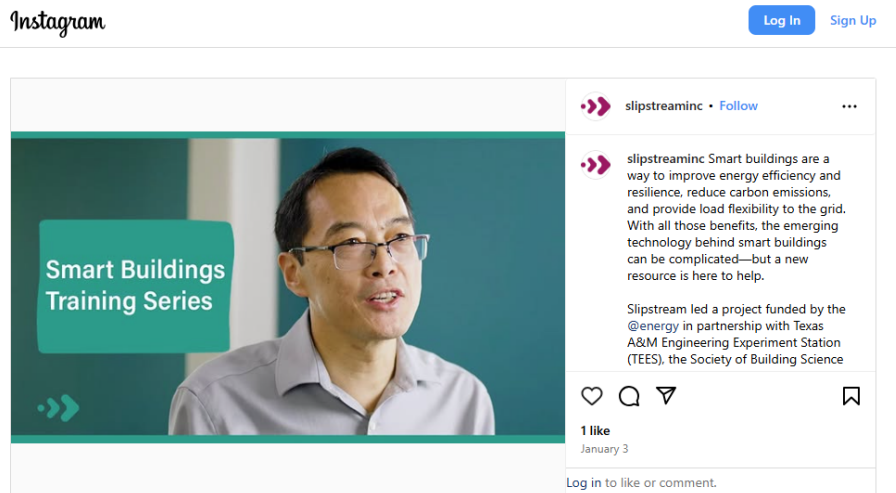 Instagram
Log In
Sign Up
Smart Buildings
Training Series
slipstreaminc • Follow
slipstreaminc Smart buildings are a
way to improve energy efficiency and
resilience, reduce carbon emissions,
and provide load flexibility to the grid.
With all those benefits, the emerging
technology behind smart buildings
can be complicated—but a new
resource is here to help.
Slipstream led a project funded by the
@energy in partnership with Texas
A&M Engineering Experiment Station
(TEES), the Society of Building Science
1 like
January 3
Log in to like or comment.